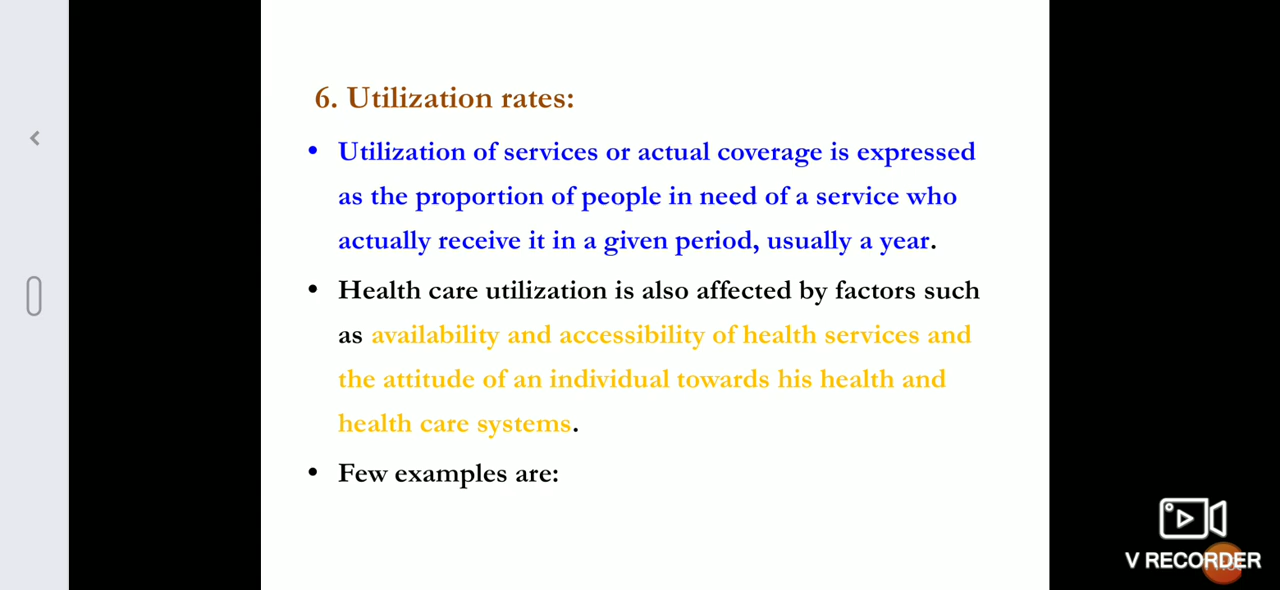 6. Utilization rates:
• Utilization of services or actual coverage is expressed
as the proportion of people in need of a service who
actually receive it in a given period, usually a year.
• Health care utilization is also affected by factors such
as availability and accessibility of health services and
the attitude of an individual towards his health and
health care systems.
• Few examples are:
V RECORDER